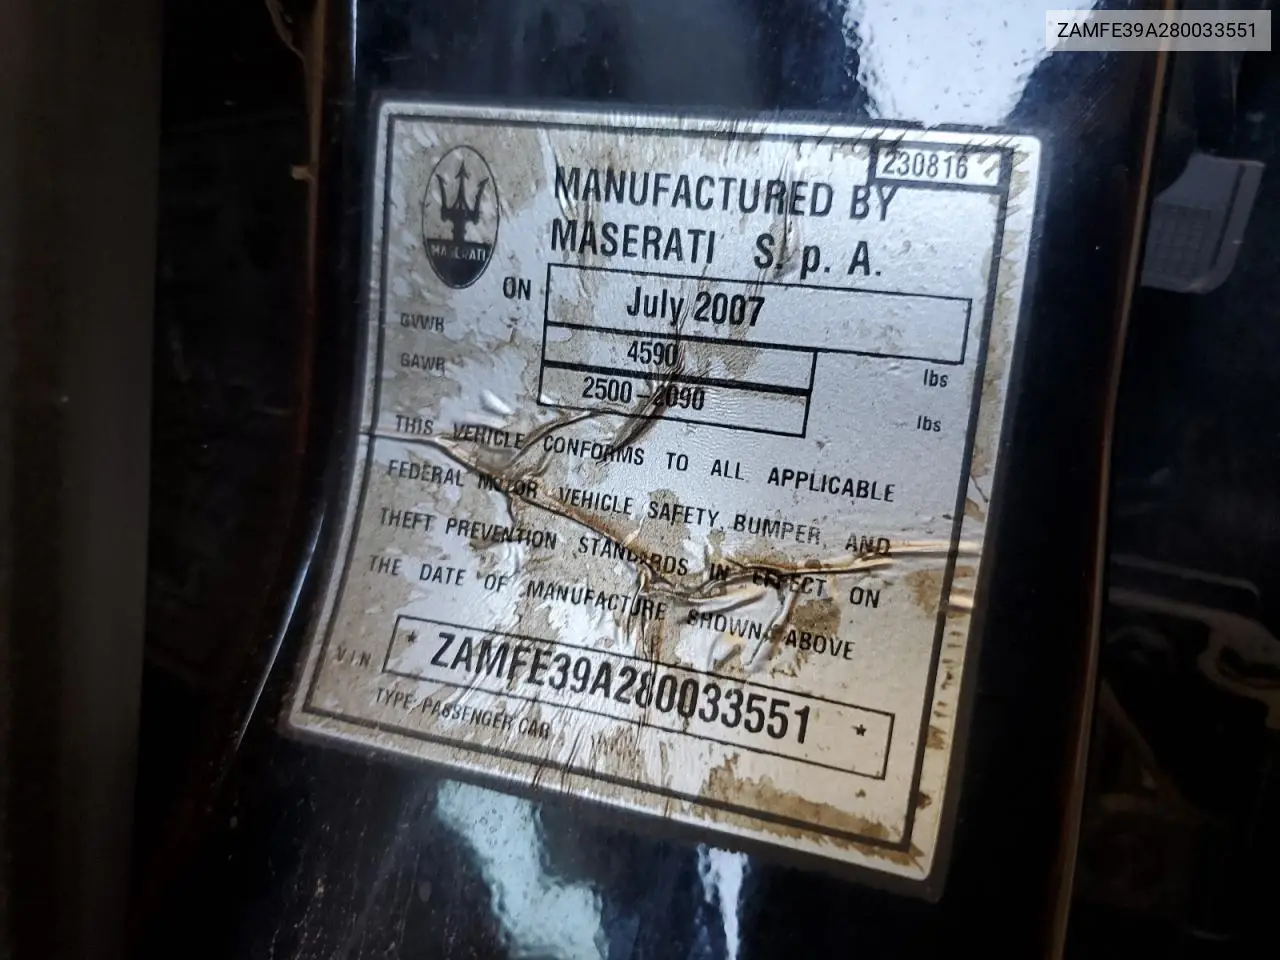 ZAMFE39A280033551
230816
MASERATI
MANUFACTURED BY
MASERATI S.p.A.
ON July 2007
GVWR 4590 lbs
GAWR 2500-2090 lbs
THIS VEHICLE CONFORMS TO ALL APPLICABLE
FEDERAL MOTOR VEHICLE SAFETY, BUMPER, AND
THEFT PREVENTION STANDARDS IN EFFECT ON
THE DATE OF MANUFACTURE SHOWN ABOVE
V.I.N * ZAMFE39A280033551 *
TYPE: PASSENGER CAR